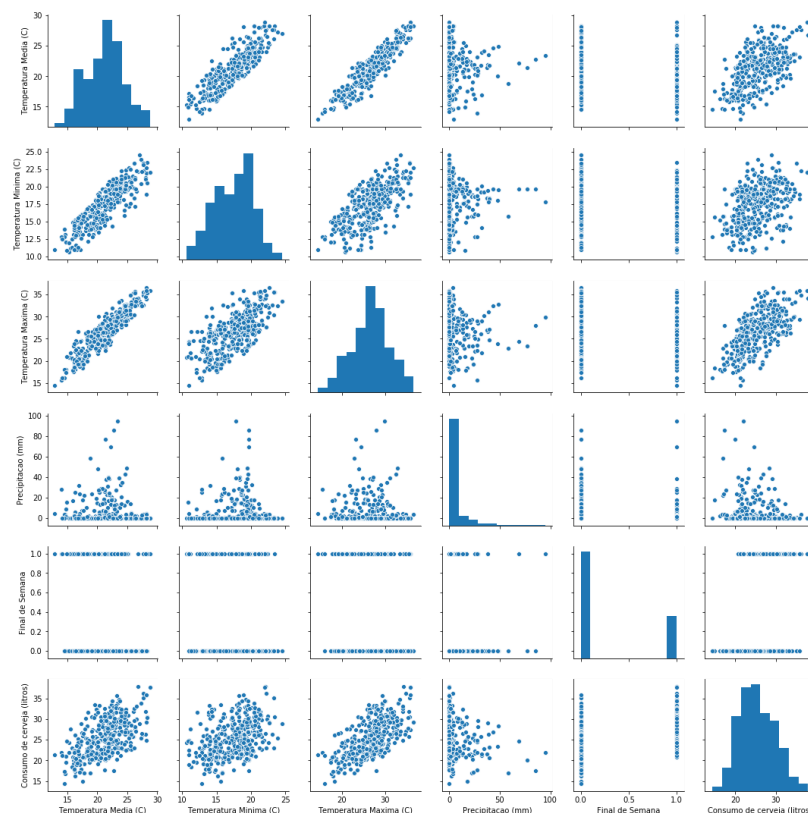 Temperatura Media (C)
30
25
20
15
Temperatura Minima (C)
25.0
22.5
20.0
17.5
15.0
12.5
10.0
Temperatura Maxima (C)
35
30
25
20
15
Precipitacao (mm)
100
80
60
40
20
0
Final de Semana
1.0
0.8
0.6
0.4
0.2
0.0
Consumo de cerveja (litros)
35
30
25
20
15
15 20 25 30
Temperatura Media (C)
10 15 20 25
Temperatura Minima (C)
20 30
Temperatura Maxima (C)
0 50 100
Precipitacao (mm)
0.0 0.5 1.0
Final de Semana
20 30
Consumo de cerveja (litros)